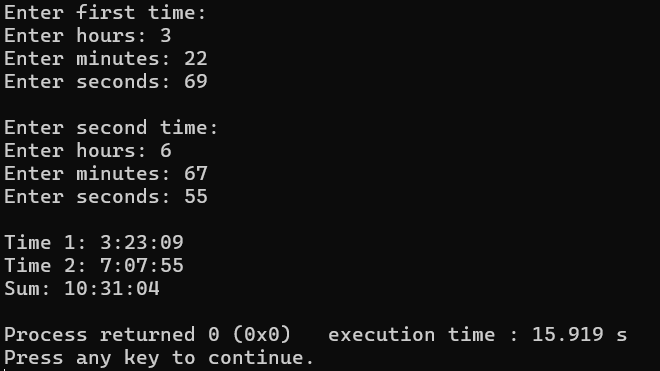 Enter first time:
Enter hours: 3
Enter minutes: 22
Enter seconds: 69
Enter second time:
Enter hours: 6
Enter minutes: 67
Enter seconds: 55
Time 1: 3:23:09
Time 2: 7:07:55
Sum: 10:31:04
Process returned 0 (0x0)   execution time : 15.919 s
Press any key to continue.